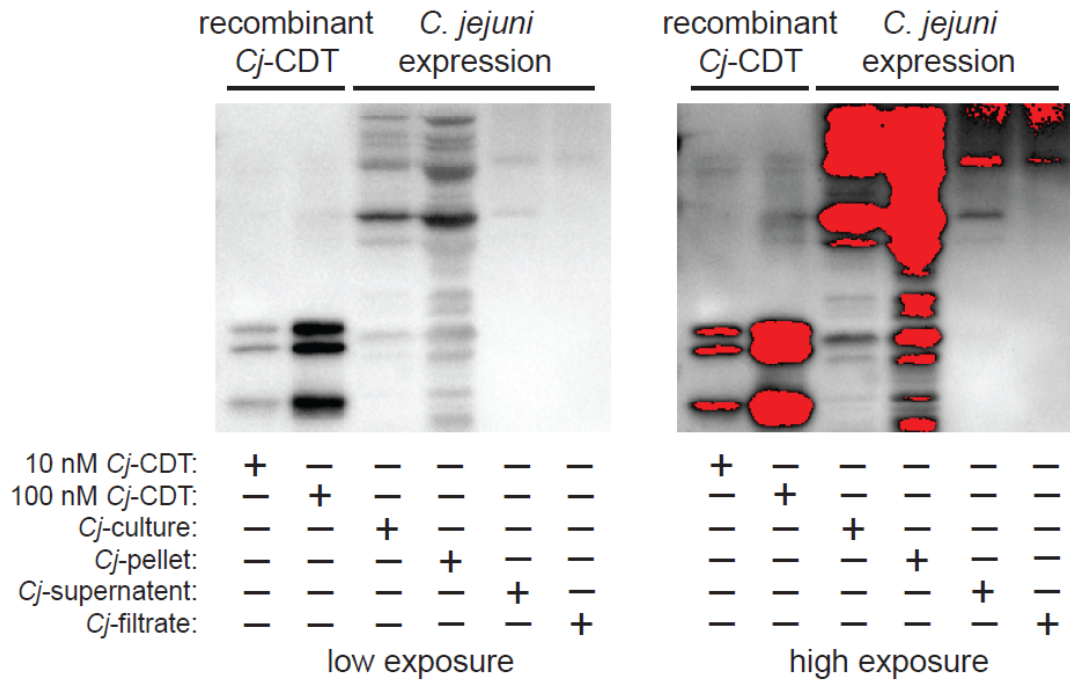 recombinant Cj-CDT C. jejuni expression recombinant Cj-CDT C. jejuni expression
10 nM Cj-CDT: + – – – – – + – – – – –
100 nM Cj-CDT: – + – – – – – + – – – –
Cj-culture: – – + – – – – – + – – –
Cj-pellet: – – – + – – – – – + – –
Cj-supernatent: – – – – + – – – – – + –
Cj-filtrate: – – – – – + – – – – – +
low exposure high exposure